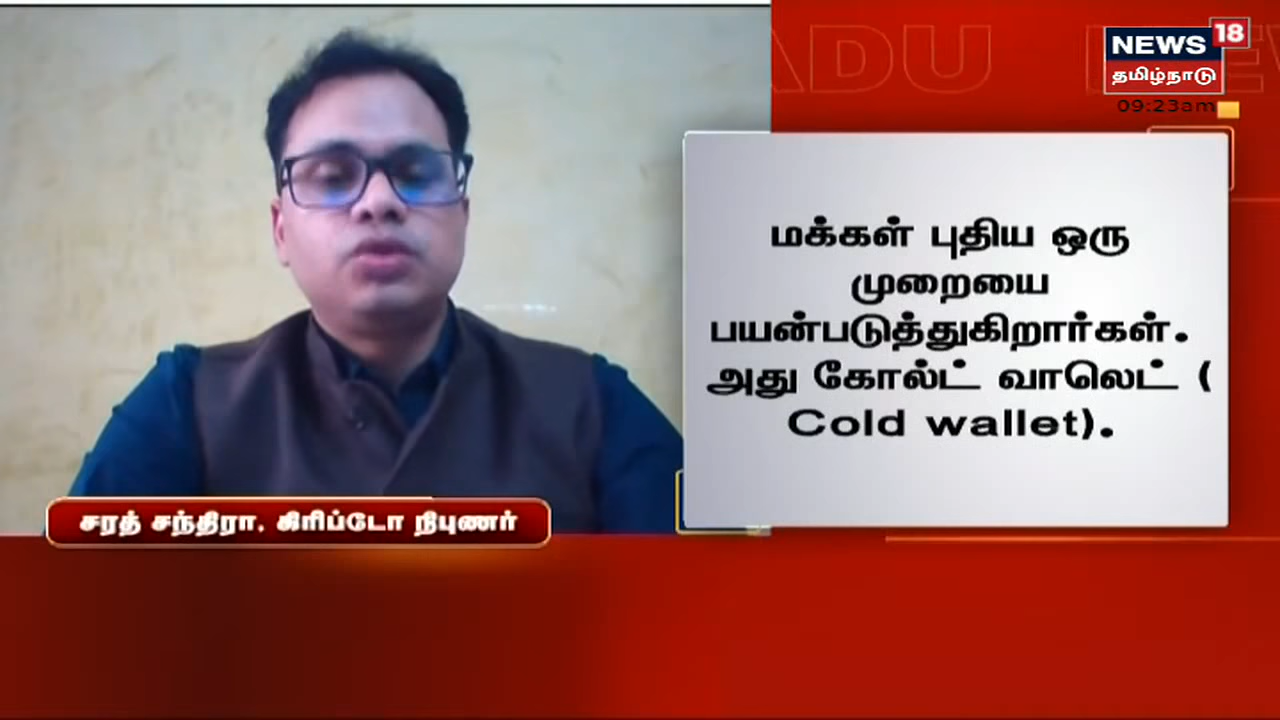 NEWS 18
தமிழ்நாடு
09:23am
மக்கள் புதிய ஒரு
முறையை
பயன்படுத்துகிறார்கள்.
அது கோல்ட் வாலெட் (
Cold wallet).
சரத் சந்திரா, கிரிப்டோ நிபுணர்